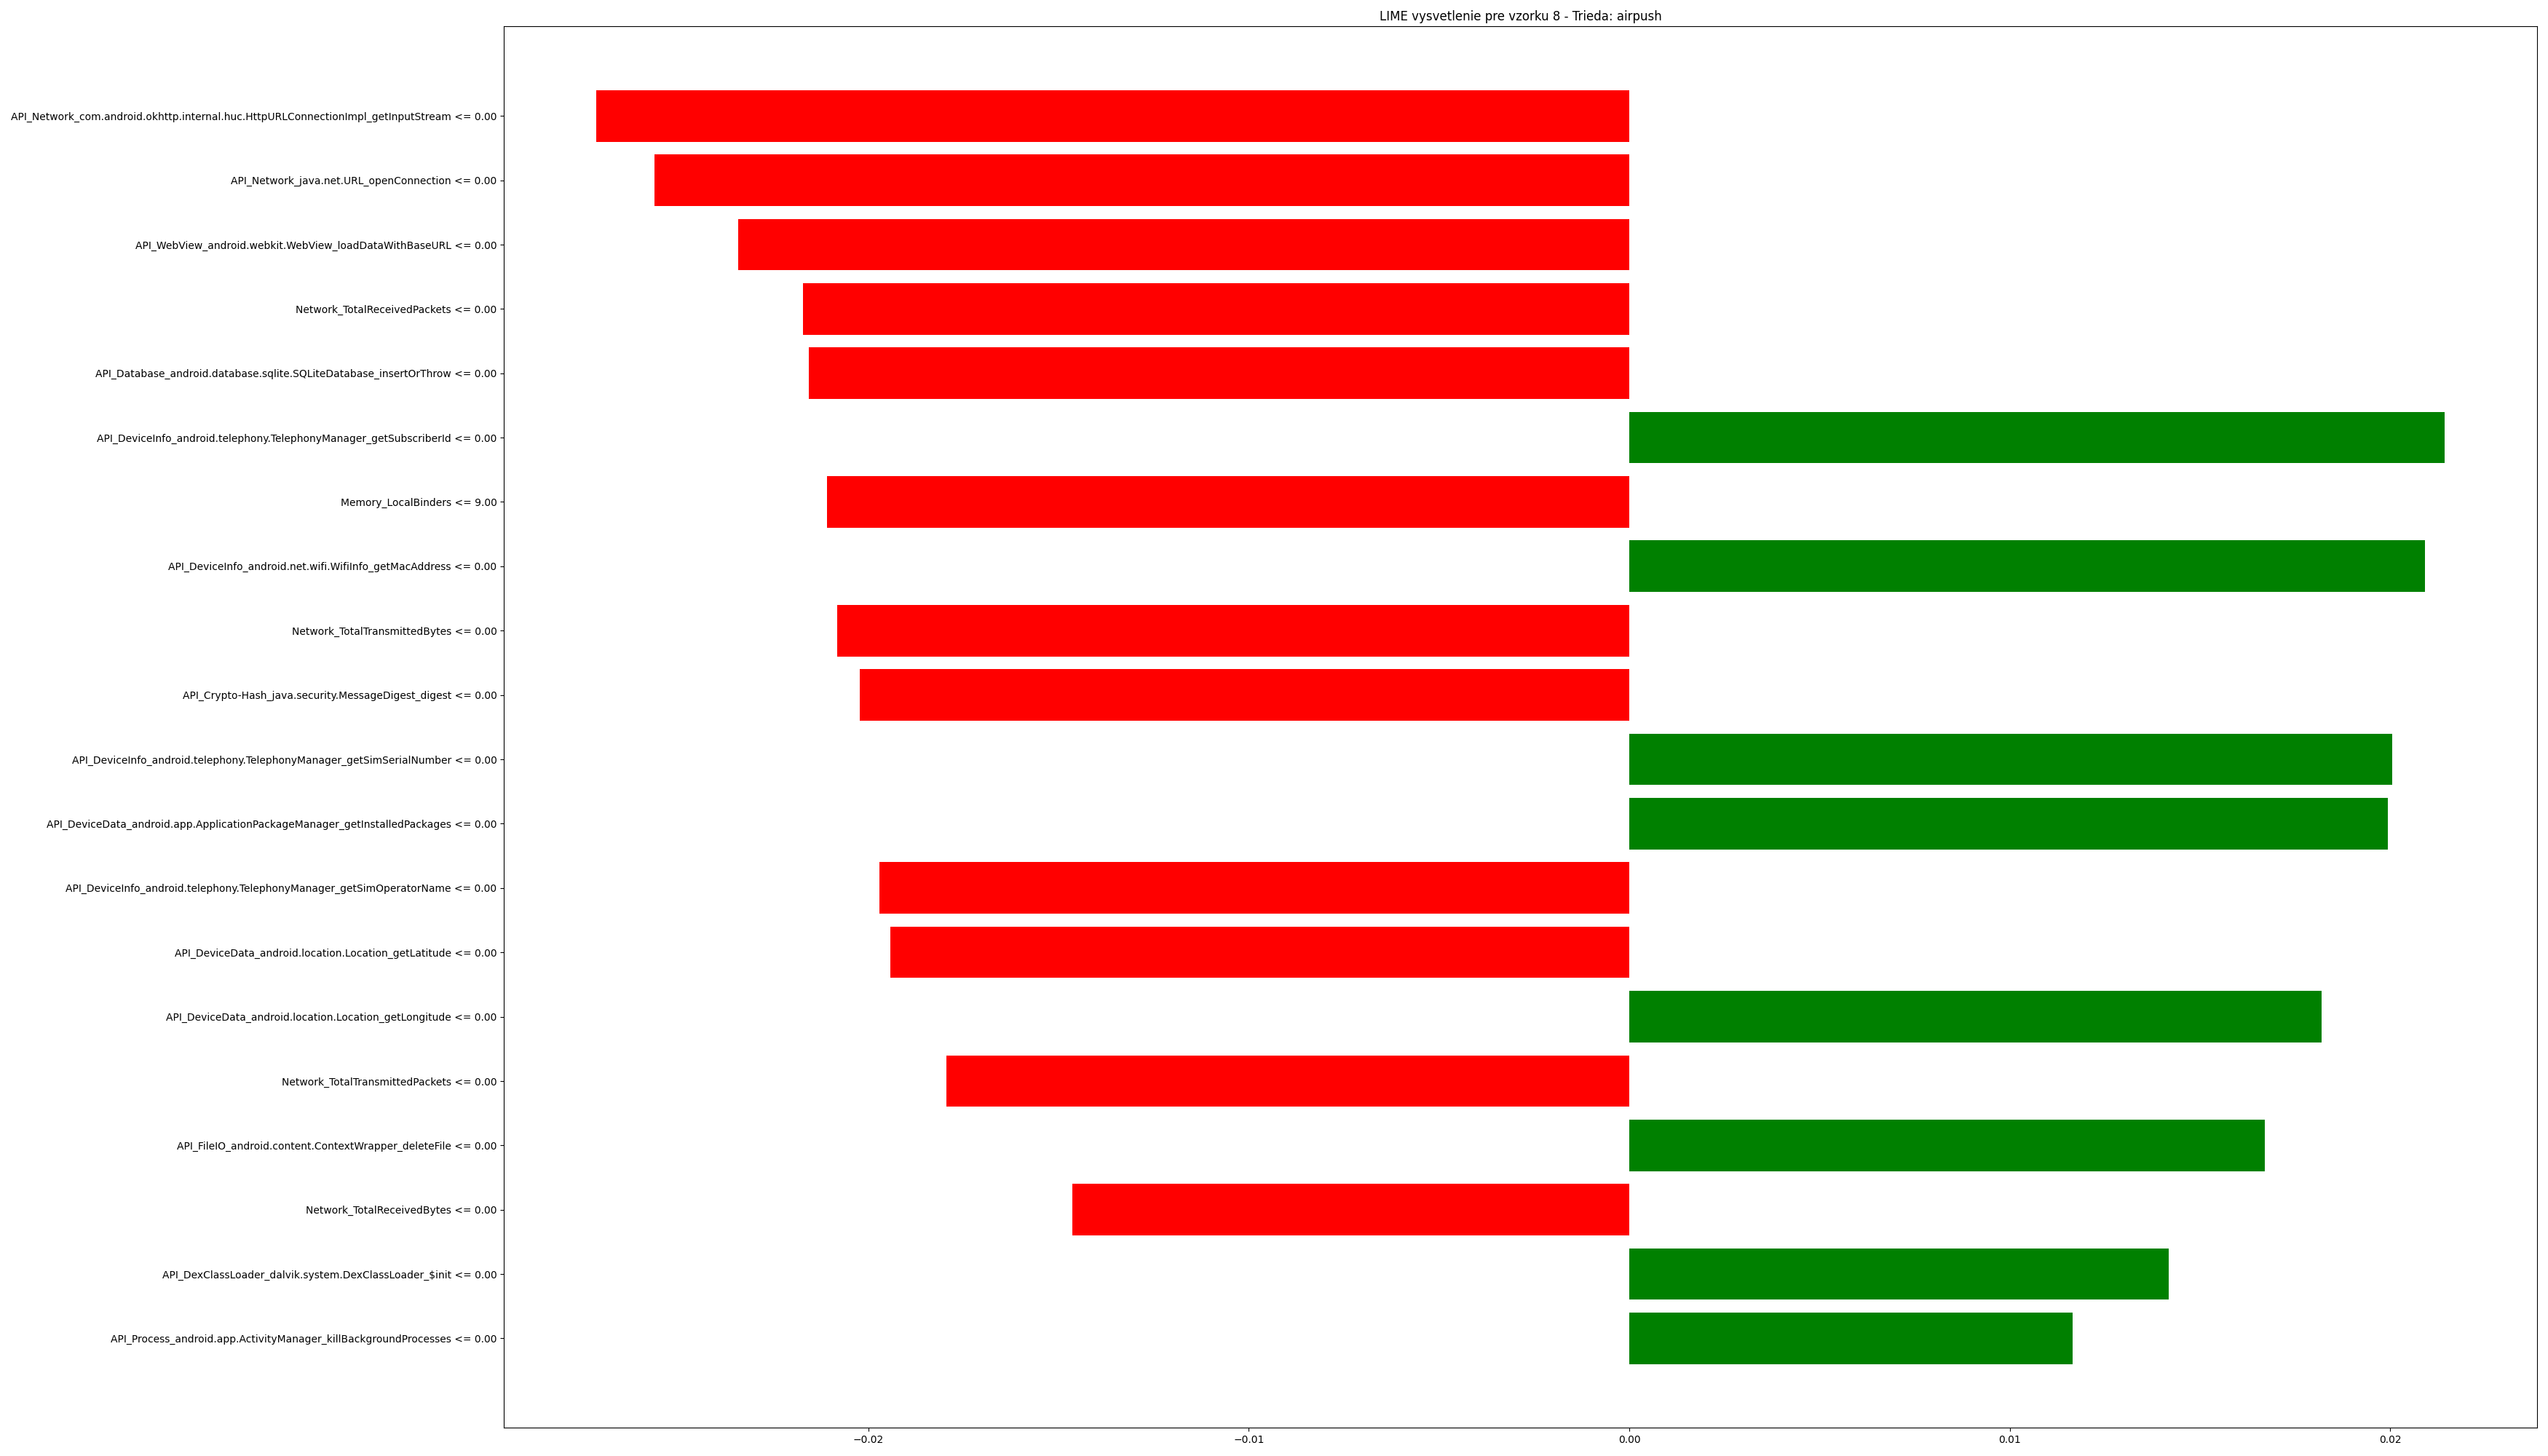 LIME vysvetlenie pre vzorku 8 - Trieda: airpush
API_Network_com.android.okhttp.internal.huc.HttpURLConnectionImpl_getInputStream <= 0.00
API_Network_java.net.URL_openConnection <= 0.00
API_WebView_android.webkit.WebView_loadDataWithBaseURL <= 0.00
Network_TotalReceivedPackets <= 0.00
API_Database_android.database.sqlite.SQLiteDatabase_insertOrThrow <= 0.00
API_DeviceInfo_android.telephony.TelephonyManager_getSubscriberId <= 0.00
Memory_LocalBinders <= 9.00
API_DeviceInfo_android.net.wifi.WifiInfo_getMacAddress <= 0.00
Network_TotalTransmittedBytes <= 0.00
API_Crypto-Hash_java.security.MessageDigest_digest <= 0.00
API_DeviceInfo_android.telephony.TelephonyManager_getSimSerialNumber <= 0.00
API_DeviceData_android.app.ApplicationPackageManager_getInstalledPackages <= 0.00
API_DeviceInfo_android.telephony.TelephonyManager_getSimOperatorName <= 0.00
API_DeviceData_android.location.Location_getLatitude <= 0.00
API_DeviceData_android.location.Location_getLongitude <= 0.00
Network_TotalTransmittedPackets <= 0.00
API_FileIO_android.content.ContextWrapper_deleteFile <= 0.00
Network_TotalReceivedBytes <= 0.00
API_DexClassLoader_dalvik.system.DexClassLoader_$init <= 0.00
API_Process_android.app.ActivityManager_killBackgroundProcesses <= 0.00
−0.02 −0.01 0.00 0.01 0.02